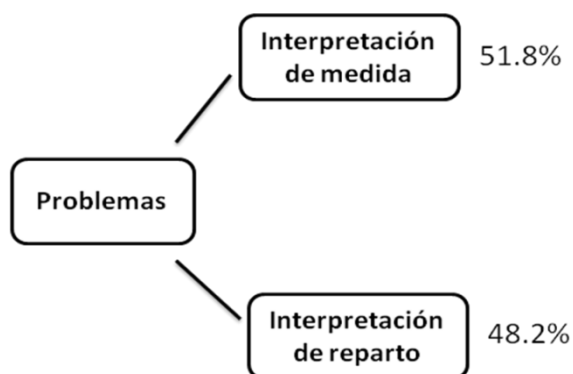 Interpretación
de medida
51.8%
Problemas
Interpretación
de reparto
48.2%